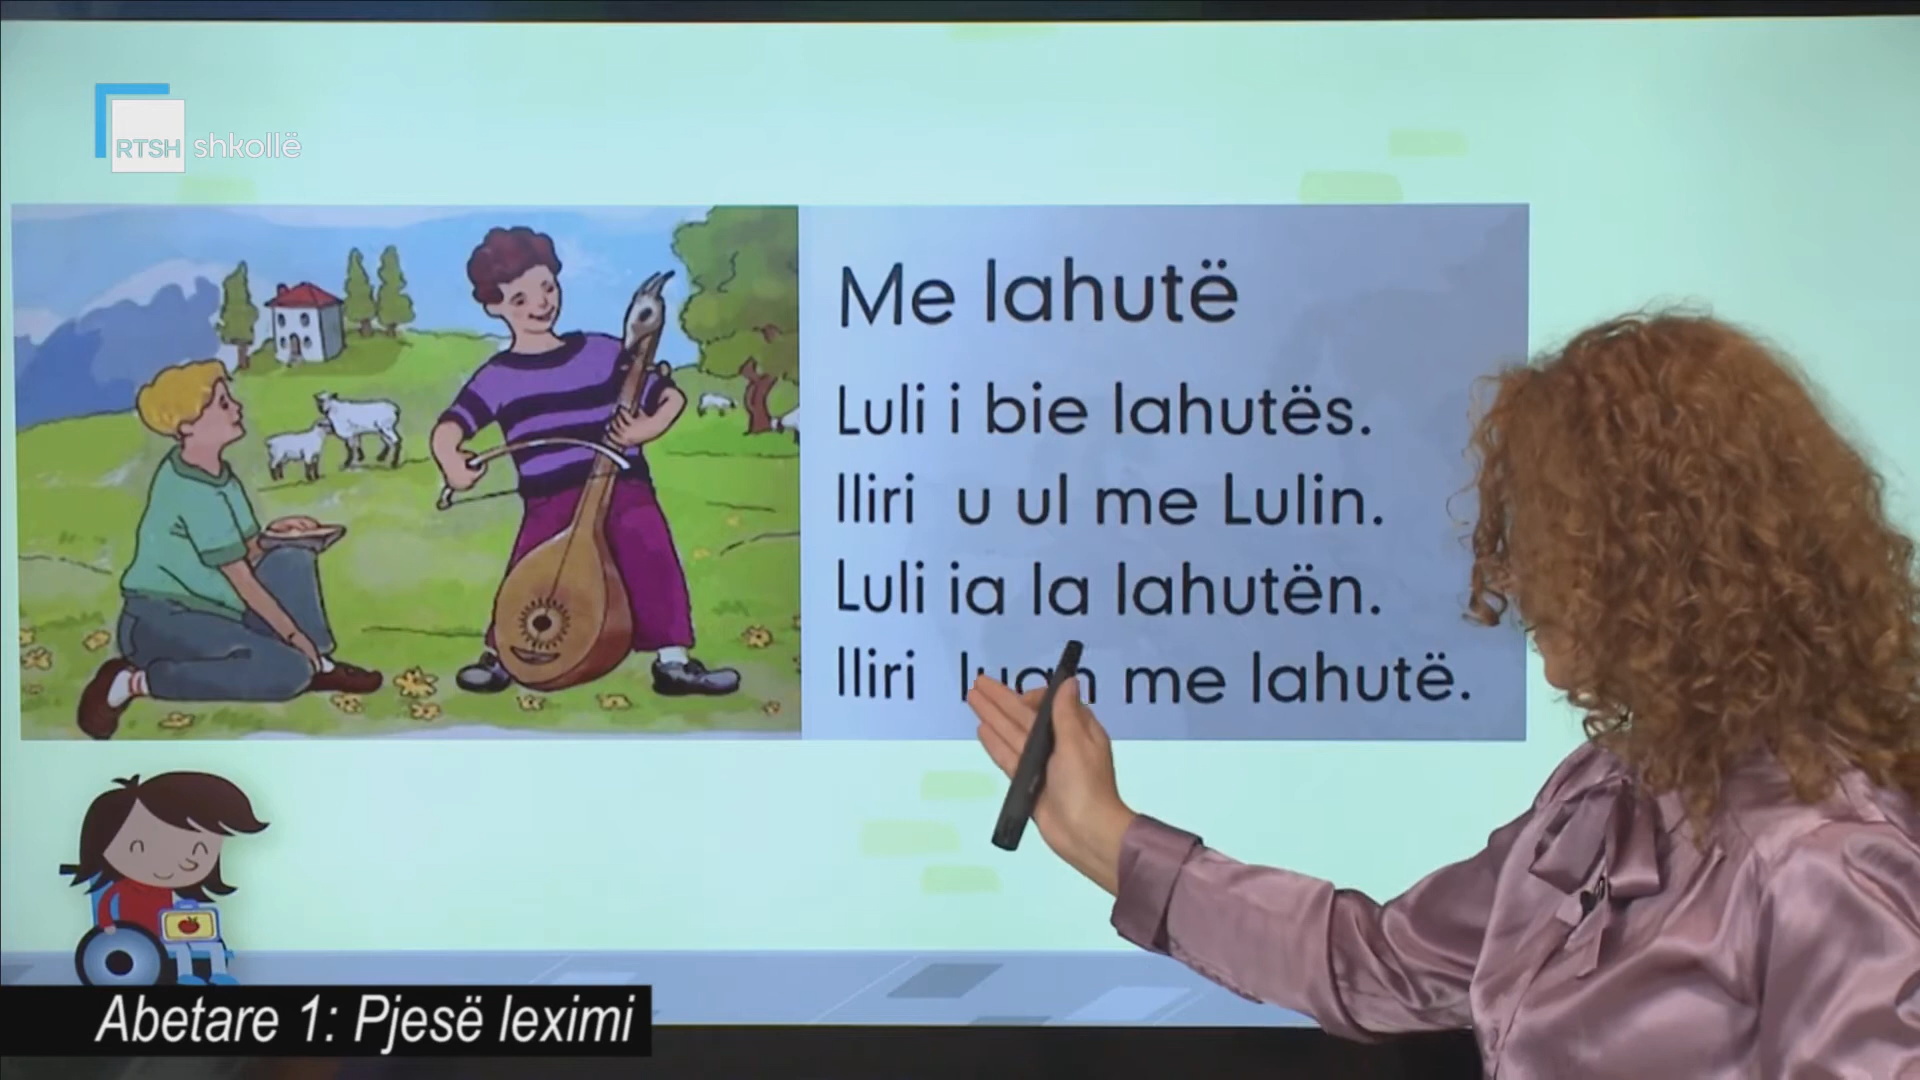 RTSH shkollë
Me lahutë
Luli i bie lahutës.
Iliri u ul me Lulin.
Luli ia la lahutën.
Iliri luan me lahutë.
Abetare 1: Pjesë leximi